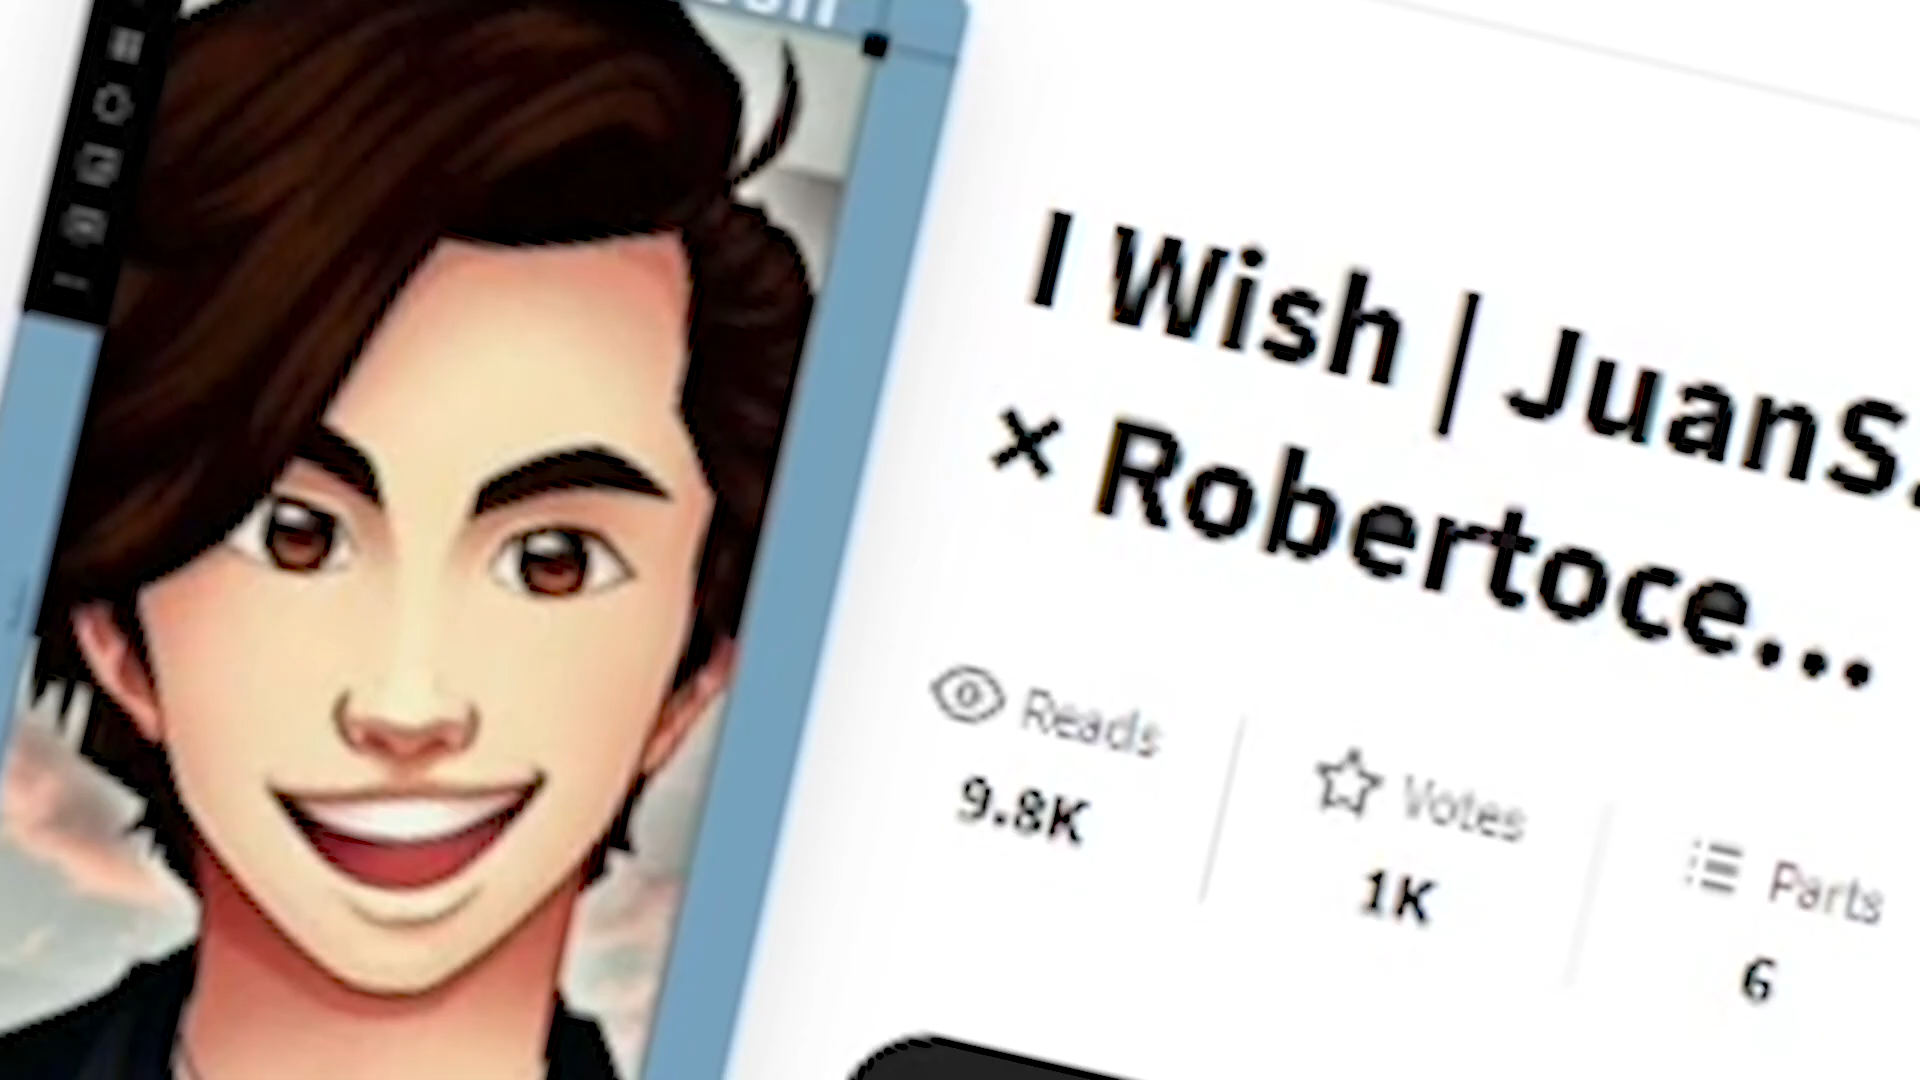 I Wish | JuanS.
× Robertoce...
Reads
9.8K
Votes
1K
Parts
6